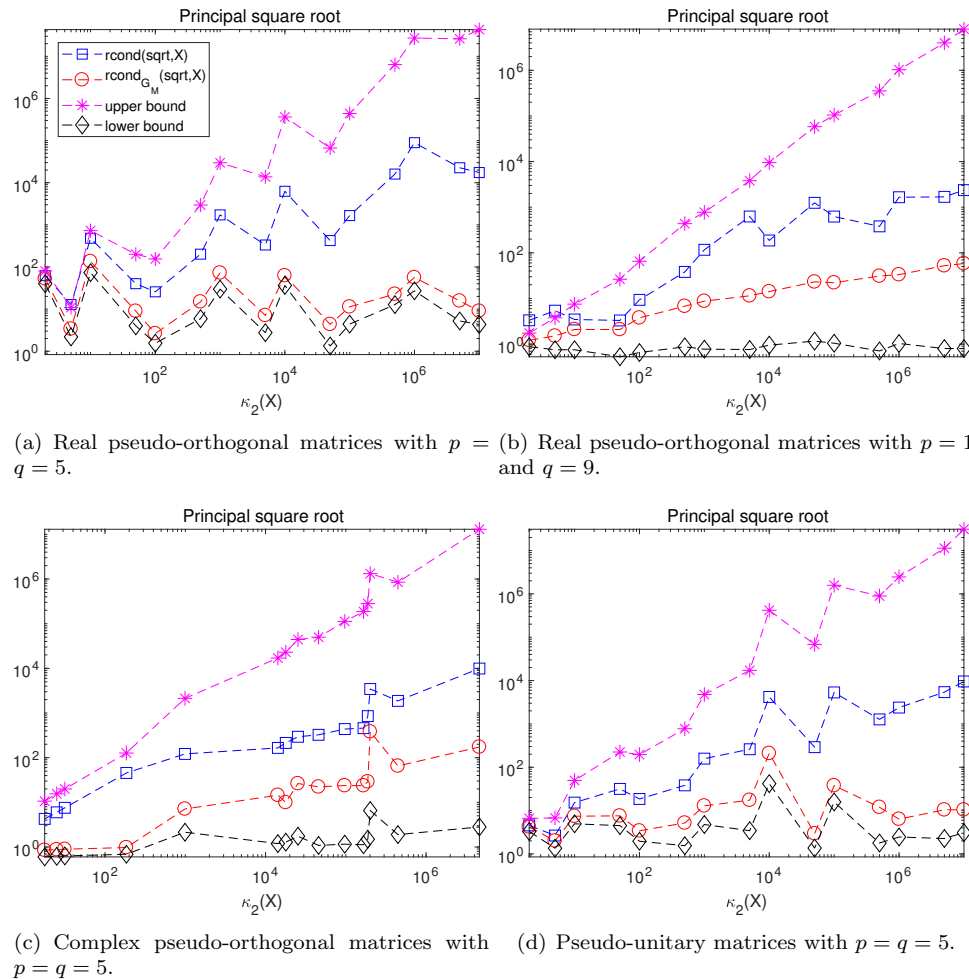 Principal square root
rcond(sqrt,X)
rcond_{G_M}(sqrt,X)
upper bound
lower bound
10^6
10^4
10^2
10^0
10^2 10^4 10^6
κ_2(X)
(a) Real pseudo-orthogonal matrices with p =
q = 5.
Principal square root
10^6
10^4
10^2
10^0
10^2 10^4 10^6
κ_2(X)
(b) Real pseudo-orthogonal matrices with p = 1
and q = 9.
Principal square root
10^6
10^4
10^2
10^0
10^2 10^4 10^6
κ_2(X)
(c) Complex pseudo-orthogonal matrices with
p = q = 5.
Principal square root
10^6
10^4
10^2
10^0
10^2 10^4 10^6
κ_2(X)
(d) Pseudo-unitary matrices with p = q = 5.